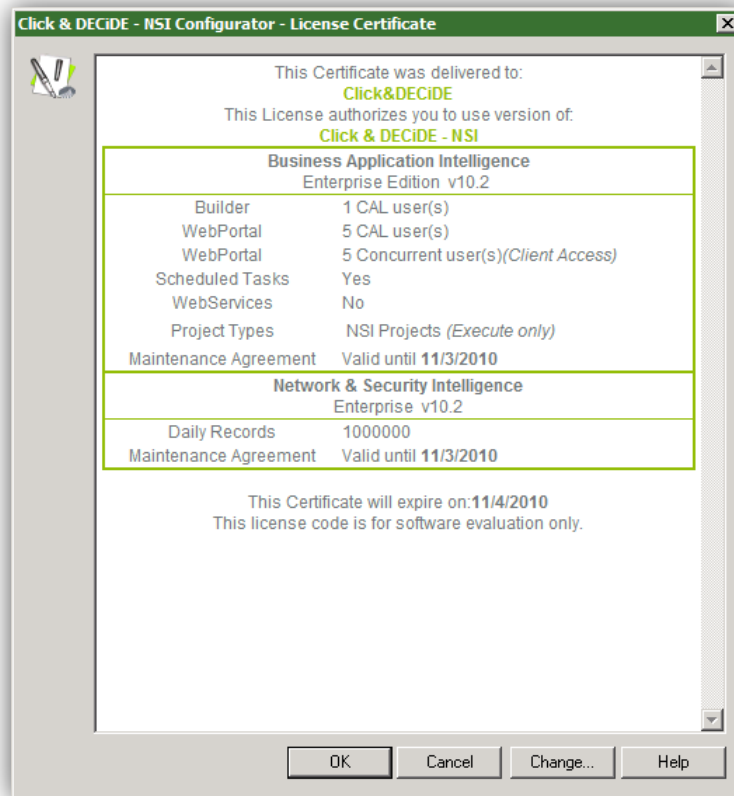 Click & DECiDE - NSI Configurator - License Certificate
This Certificate was delivered to:
Click&DECiDE
This License authorizes you to use version of:
Click & DECiDE - NSI
Business Application Intelligence
Enterprise Edition v10.2
Builder 1 CAL user(s)
WebPortal 5 CAL user(s)
WebPortal 5 Concurrent user(s)(Client Access)
Scheduled Tasks Yes
WebServices No
Project Types NSI Projects (Execute only)
Maintenance Agreement Valid until 11/3/2010
Network & Security Intelligence
Enterprise v10.2
Daily Records 1000000
Maintenance Agreement Valid until 11/3/2010
This Certificate will expire on:11/4/2010
This license code is for software evaluation only.
OK Cancel Change... Help